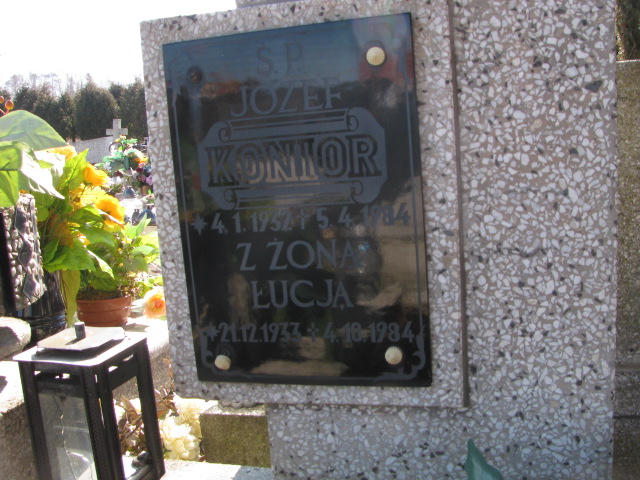 Ś.P.
JÓZEF
KONIOR
* 4.1.1932 † 5.4.1984
Z ŻONĄ
ŁUCJĄ
* 21.12.1933 † 4.10.1984